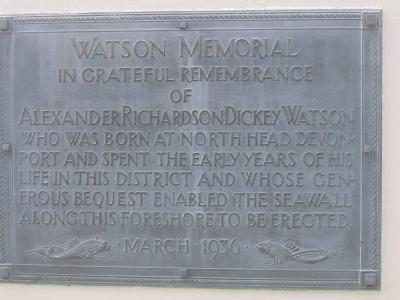 WATSON MEMORIAL
IN GRATEFUL REMEMBRANCE
OF
ALEXANDER RICHARDSON DICKEY WATSON
WHO WAS BORN AT NORTH HEAD DEVON-
PORT AND SPENT THE EARLY YEARS OF HIS
LIFE IN THIS DISTRICT AND WHOSE GEN-
EROUS BEQUEST ENABLED THE SEAWALL
ALONG THIS FORESHORE TO BE ERECTED.
· MARCH · 1936 ·